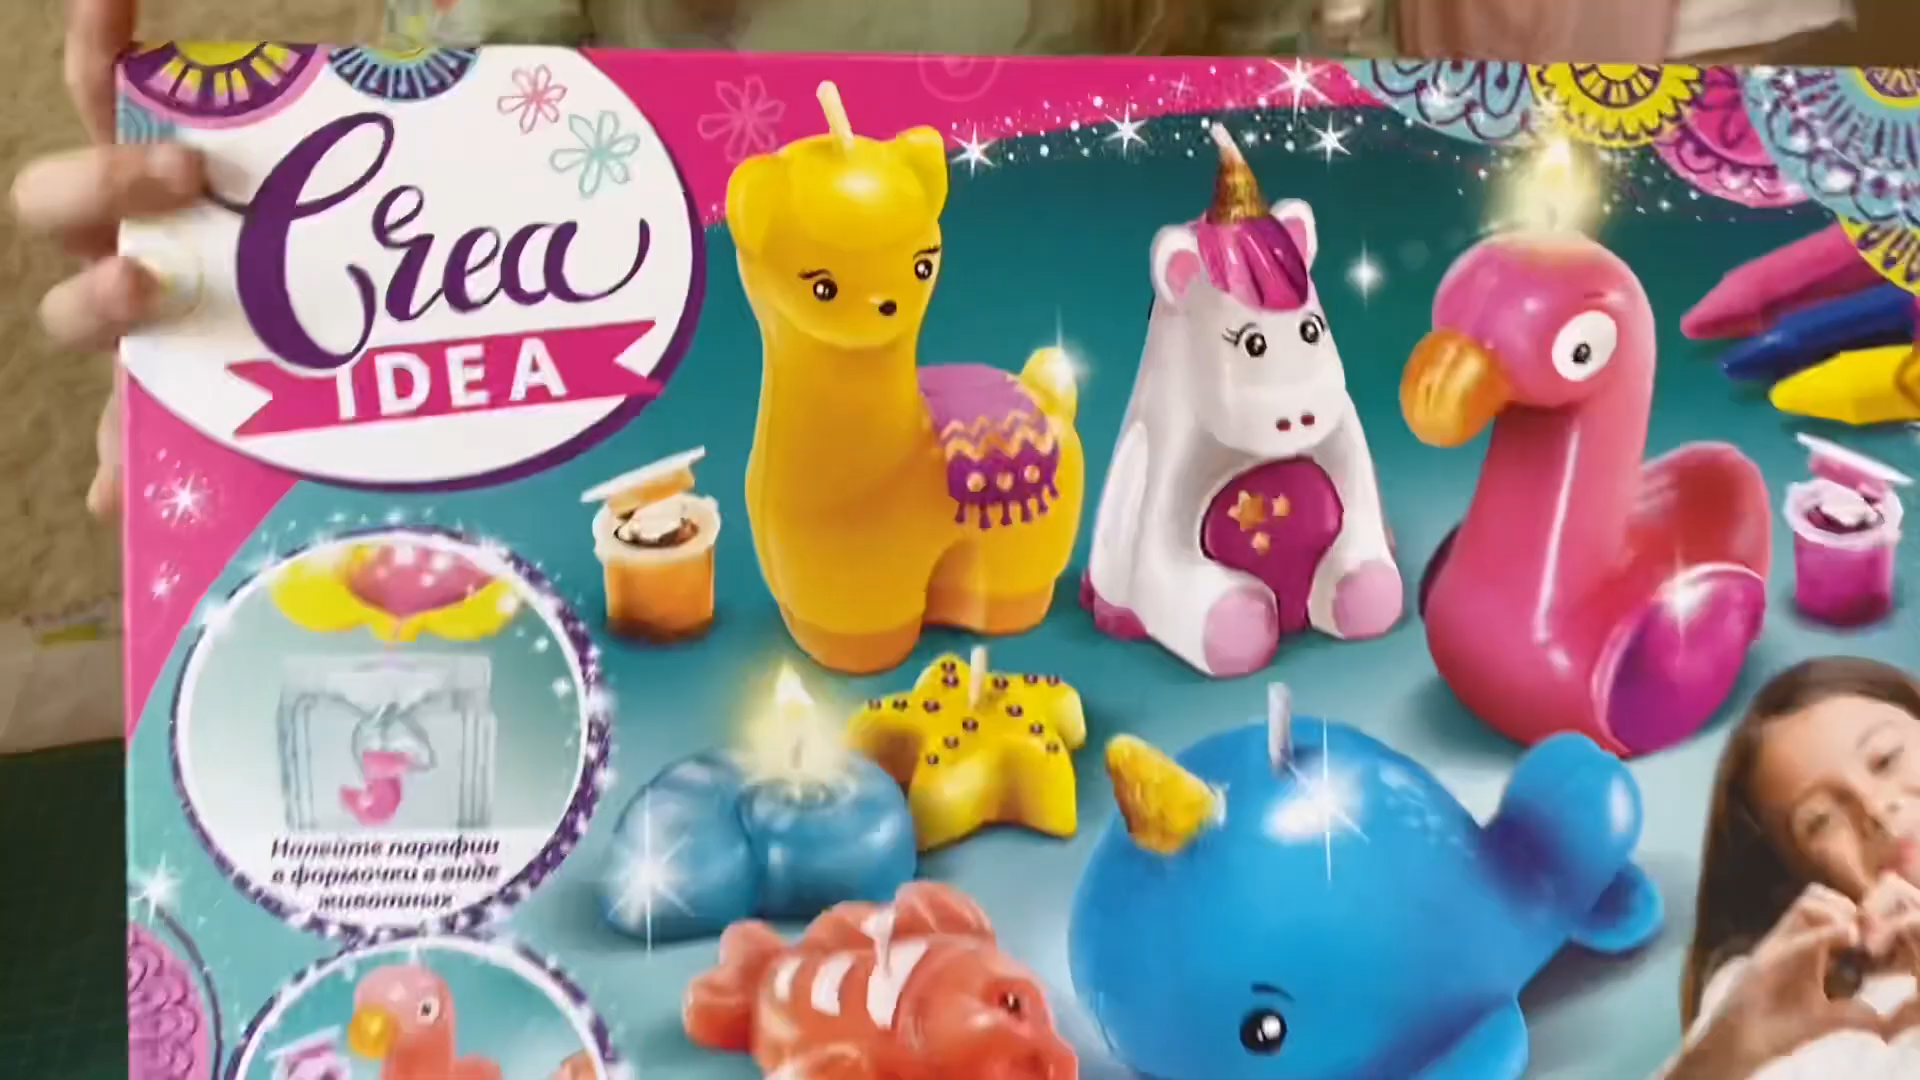 Crea
IDEA
Налейте парафин
в формочки в виде
животных